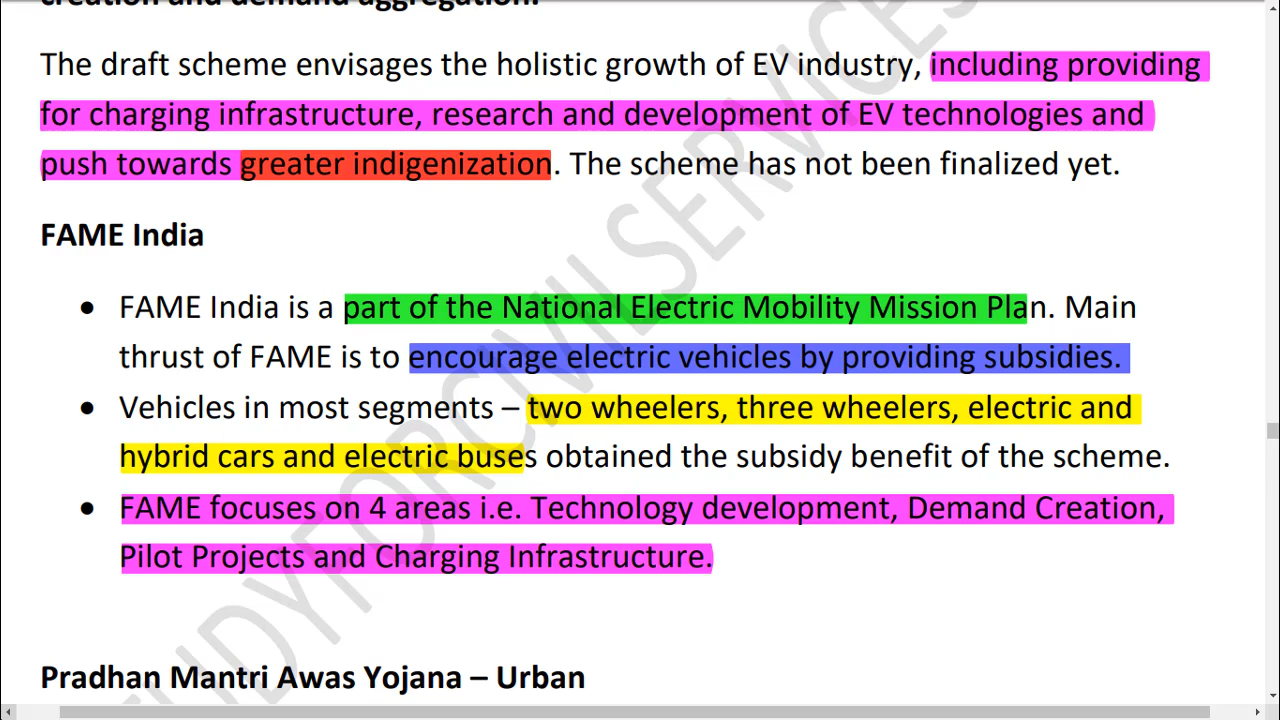 creation and demand aggregation.
The draft scheme envisages the holistic growth of EV industry, including providing
for charging infrastructure, research and development of EV technologies and
push towards greater indigenization. The scheme has not been finalized yet.
FAME India
• FAME India is a part of the National Electric Mobility Mission Plan. Main
thrust of FAME is to encourage electric vehicles by providing subsidies.
• Vehicles in most segments – two wheelers, three wheelers, electric and
hybrid cars and electric buses obtained the subsidy benefit of the scheme.
• FAME focuses on 4 areas i.e. Technology development, Demand Creation,
Pilot Projects and Charging Infrastructure.
Pradhan Mantri Awas Yojana – Urban
STUDYFORCIVILSERVICES